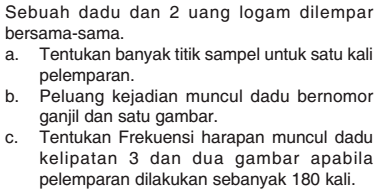 Sebuah dadu dan 2 uang logam dilempar
bersama-sama.
a. Tentukan banyak titik sampel untuk satu kali
pelemparan.
b. Peluang kejadian muncul dadu bernomor
ganjil dan satu gambar.
c. Tentukan Frekuensi harapan muncul dadu
kelipatan 3 dan dua gambar apabila
pelemparan dilakukan sebanyak 180 kali.